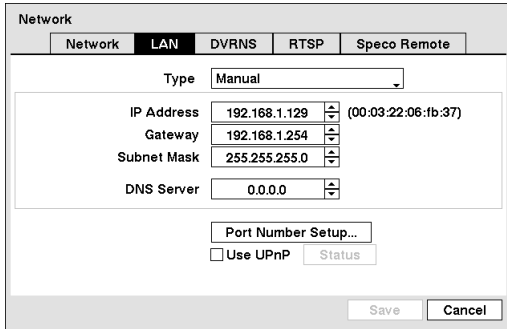 Network
Network LAN DVRNS RTSP Speco Remote
Type Manual
IP Address 192.168.1.129 (00:03:22:06:fb:37)
Gateway 192.168.1.254
Subnet Mask 255.255.255.0
DNS Server 0.0.0.0
Port Number Setup...
Use UPnP Status
Save Cancel